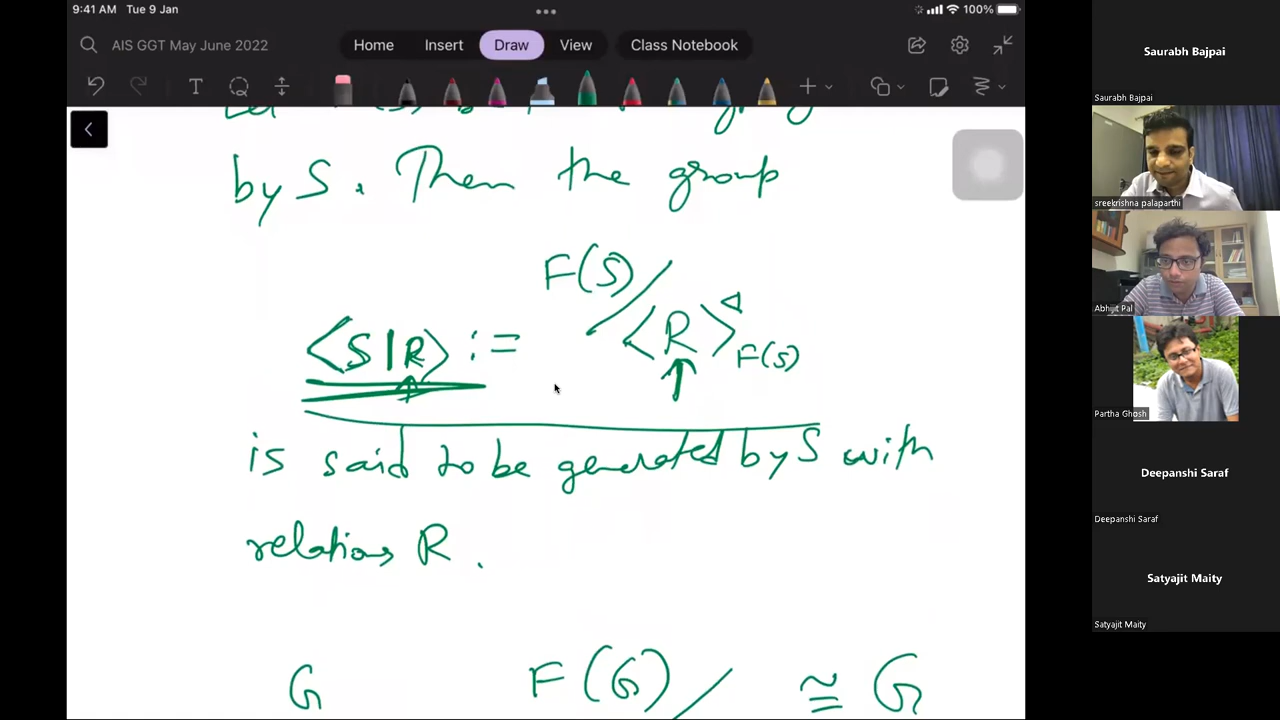 9:41 AM Tue 9 Jan
100%
AIS GGT May June 2022
Home Insert Draw View Class Notebook
by S. Then the group
F(S)/
<S|R> := <R>◁F(S)
is said to be generated by S with
relations R.
G F(G)/ ≅ G
Saurabh Bajpai
Saurabh Bajpai
sreekrishna palaparthi
Abhijit Pal
Partha Ghosh
Deepanshi Saraf
Deepanshi Saraf
Satyajit Maity
Satyajit Maity